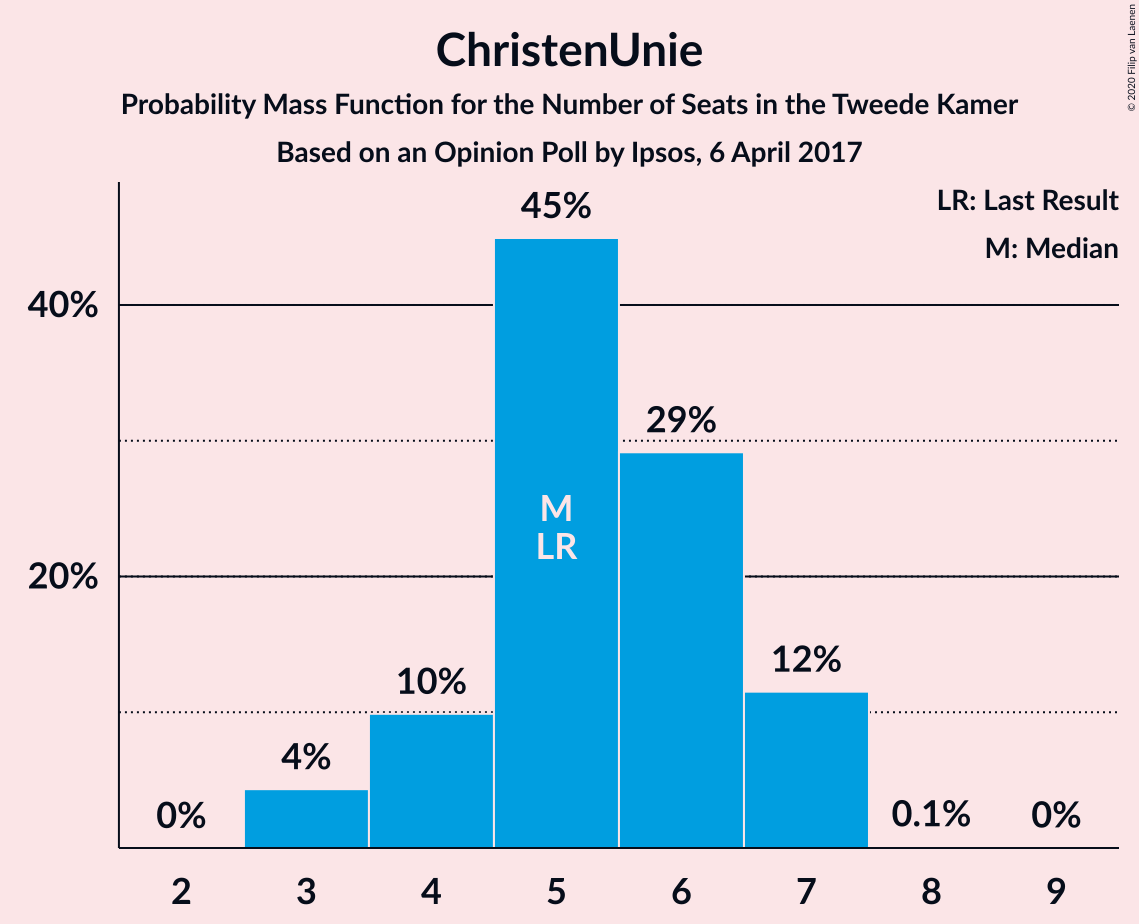 ChristenUnie
Probability Mass Function for the Number of Seats in the Tweede Kamer
Based on an Opinion Poll by Ipsos, 6 April 2017
© 2020 Filip van Laenen
LR: Last Result
M: Median
45%
40%
29%
M
LR
20%
12%
10%
4%
0%
0.1%
0%
2 3 4 5 6 7 8 9